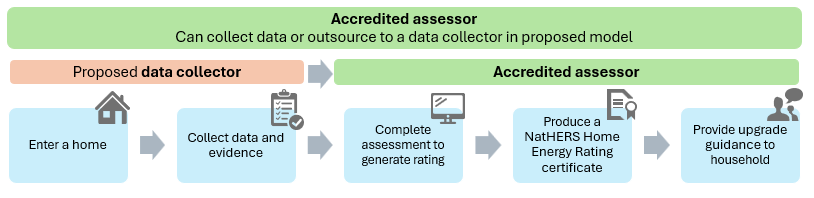 Accredited assessor
Can collect data or outsource to a data collector in proposed model
Proposed data collector
Accredited assessor
Enter a home
Collect data and
evidence
Complete
assessment to
generate rating
Produce a
NatHERS Home
Energy Rating
certificate
Provide upgrade
guidance to
household